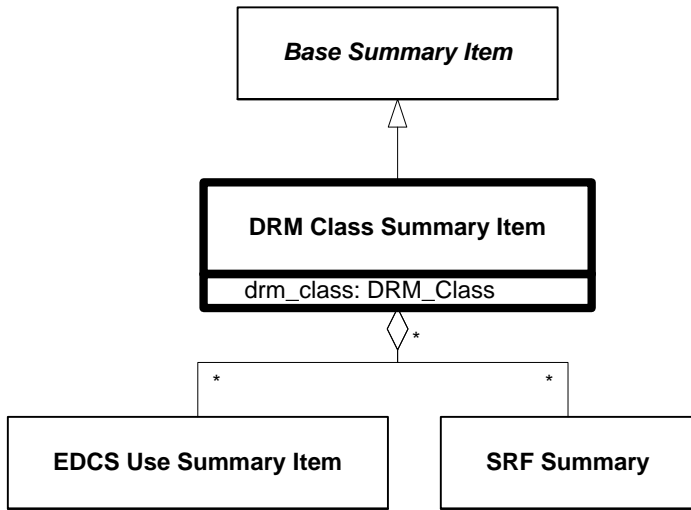 Base Summary Item
DRM Class Summary Item
drm_class: DRM_Class
*
* *
EDCS Use Summary Item SRF Summary